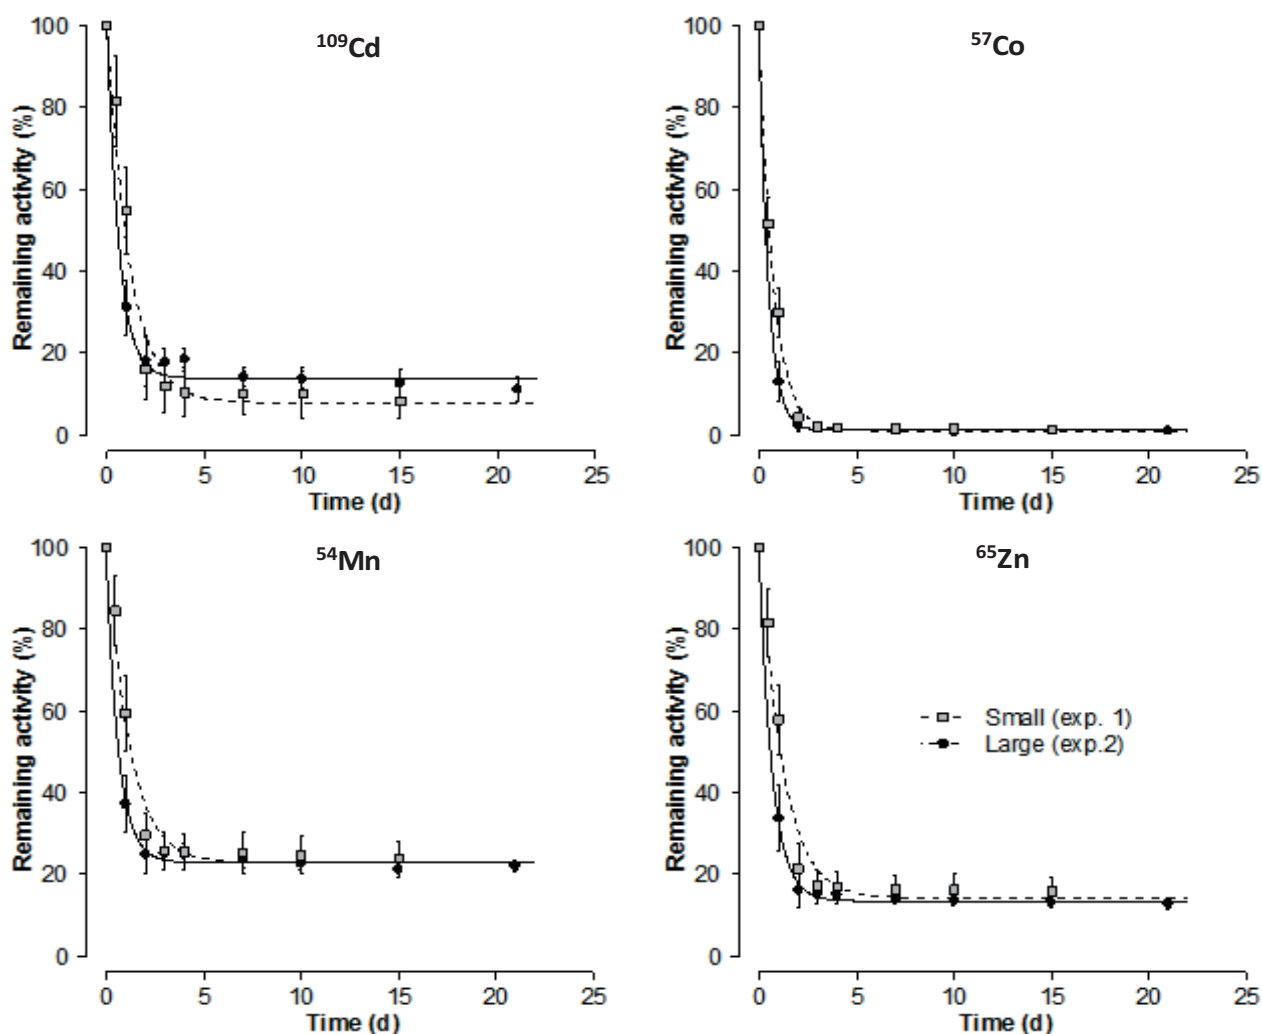 ¹⁰⁹Cd
Remaining activity (%)
100
80
60
40
20
0
0 5 10 15 20 25
Time (d)
⁵⁷Co
Remaining activity (%)
100
80
60
40
20
0
0 5 10 15 20 25
Time (d)
⁵⁴Mn
Remaining activity (%)
100
80
60
40
20
0
0 5 10 15 20 25
Time (d)
⁶⁵Zn
Remaining activity (%)
100
80
60
40
20
0
Small (exp. 1)
Large (exp.2)
0 5 10 15 20 25
Time (d)